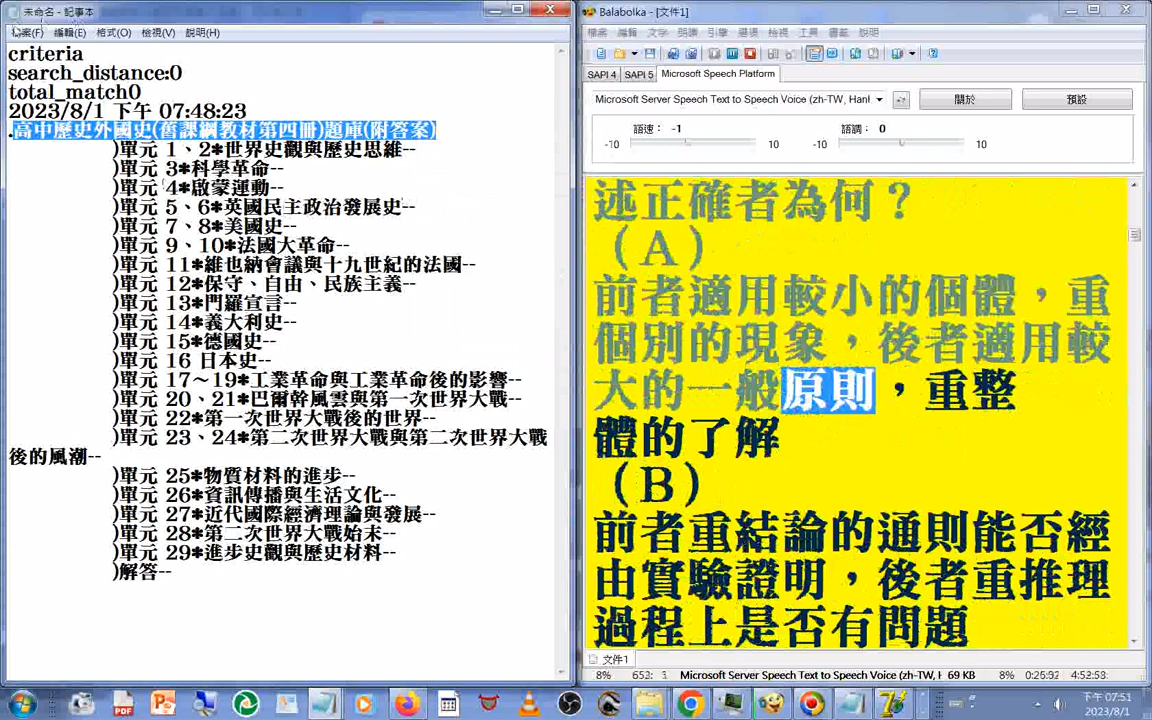 未命名 - 記事本
檔案(F) 編輯(E) 格式(O) 檢視(V) 說明(H)
criteria
search_distance:0
total_match0
2023/8/1 下午 07:48:23
.高中歷史外國史(舊課綱教材第四冊)題庫(附答案)
)單元 1、2*世界史觀與歷史思維--
)單元 3*科學革命--
)單元 4*啟蒙運動--
)單元 5、6*英國民主政治發展史--
)單元 7、8*美國史--
)單元 9、10*法國大革命--
)單元 11*維也納會議與十九世紀的法國--
)單元 12*保守、自由、民族主義--
)單元 13*門羅宣言--
)單元 14*義大利史--
)單元 15*德國史--
)單元 16 日本史--
)單元 17～19*工業革命與工業革命後的影響--
)單元 20、21*巴爾幹風雲與第一次世界大戰--
)單元 22*第一次世界大戰後的世界--
)單元 23、24*第二次世界大戰與第二次世界大戰
後的風潮--
)單元 25*物質材料的進步--
)單元 26*資訊傳播與生活文化--
)單元 27*近代國際經濟理論與發展--
)單元 28*第二次世界大戰始末--
)單元 29*進步史觀與歷史材料--
)解答--
Balabolka - [文件1]
檔案 編輯 文字 朗讀 引擎 選項 檢視 工具 書籤 說明
SAPI 4 SAPI 5 Microsoft Speech Platform
Microsoft Server Speech Text to Speech Voice (zh-TW, Han 關於 預設
語速： -1 語調： 0
-10 10 -10 10
述正確者為何？
（A）
前者適用較小的個體，重
個別的現象，後者適用較
大的一般原則，重整
體的了解
（B）
前者重結論的通則能否經
由實驗證明，後者重推理
過程上是否有問題
文件1
8% 652: Microsoft Server Speech Text to Speech Voice (zh-TW, H 69 KB 8% 4:52:58
下午 07:51
2023/8/1